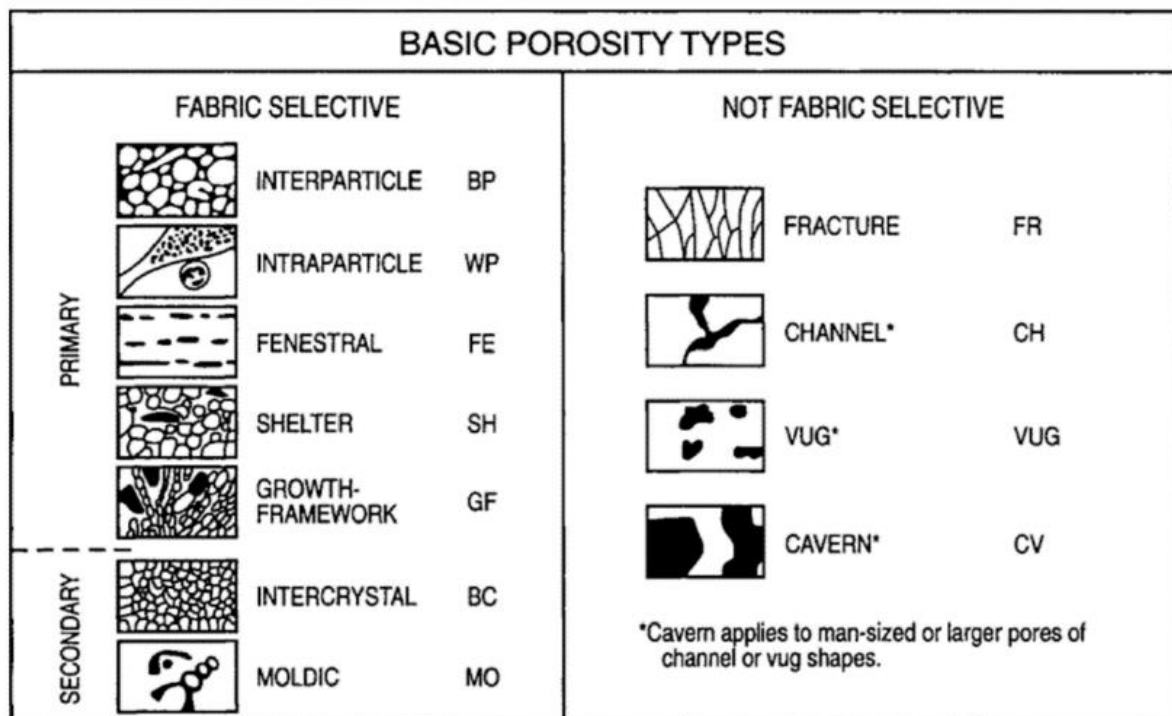 BASIC POROSITY TYPES
FABRIC SELECTIVE
PRIMARY
INTERPARTICLE BP
INTRAPARTICLE WP
FENESTRAL FE
SHELTER SH
GROWTH-
FRAMEWORK GF
SECONDARY
INTERCRYSTAL BC
MOLDIC MO
NOT FABRIC SELECTIVE
FRACTURE FR
CHANNEL* CH
VUG* VUG
CAVERN* CV
*Cavern applies to man-sized or larger pores of
channel or vug shapes.